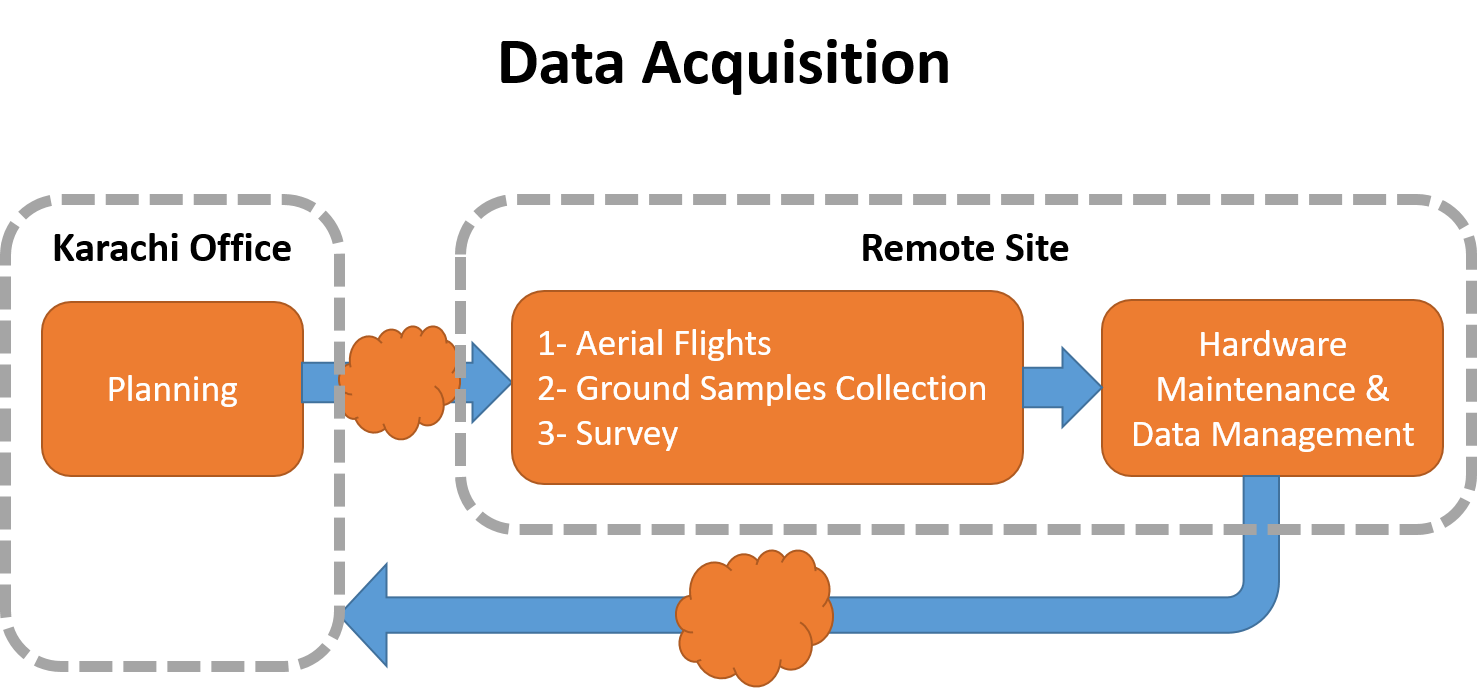 Data Acquisition
Karachi Office
Remote Site
Planning
1- Aerial Flights
2- Ground Samples Collection
3- Survey
Hardware
Maintenance &
Data Management